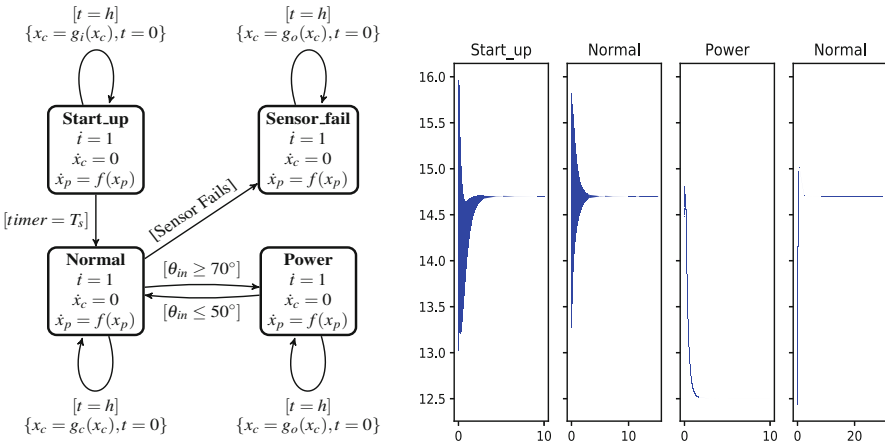 [t = h]
{x_c = g_i(x_c), t = 0}
[t = h]
{x_c = g_o(x_c), t = 0}
Start_up
ṫ = 1
ẋ_c = 0
ẋ_p = f(x_p)
Sensor_fail
ṫ = 1
ẋ_c = 0
ẋ_p = f(x_p)
[timer = T_s]
[Sensor Fails]
Normal
ṫ = 1
ẋ_c = 0
ẋ_p = f(x_p)
[θ_in ≥ 70°]
[θ_in ≤ 50°]
Power
ṫ = 1
ẋ_c = 0
ẋ_p = f(x_p)
[t = h]
{x_c = g_c(x_c), t = 0}
[t = h]
{x_c = g_o(x_c), t = 0}
Start_up Normal Power Normal
16.0
15.5
15.0
14.5
14.0
13.5
13.0
12.5
0 10 0 10 0 10 0 20